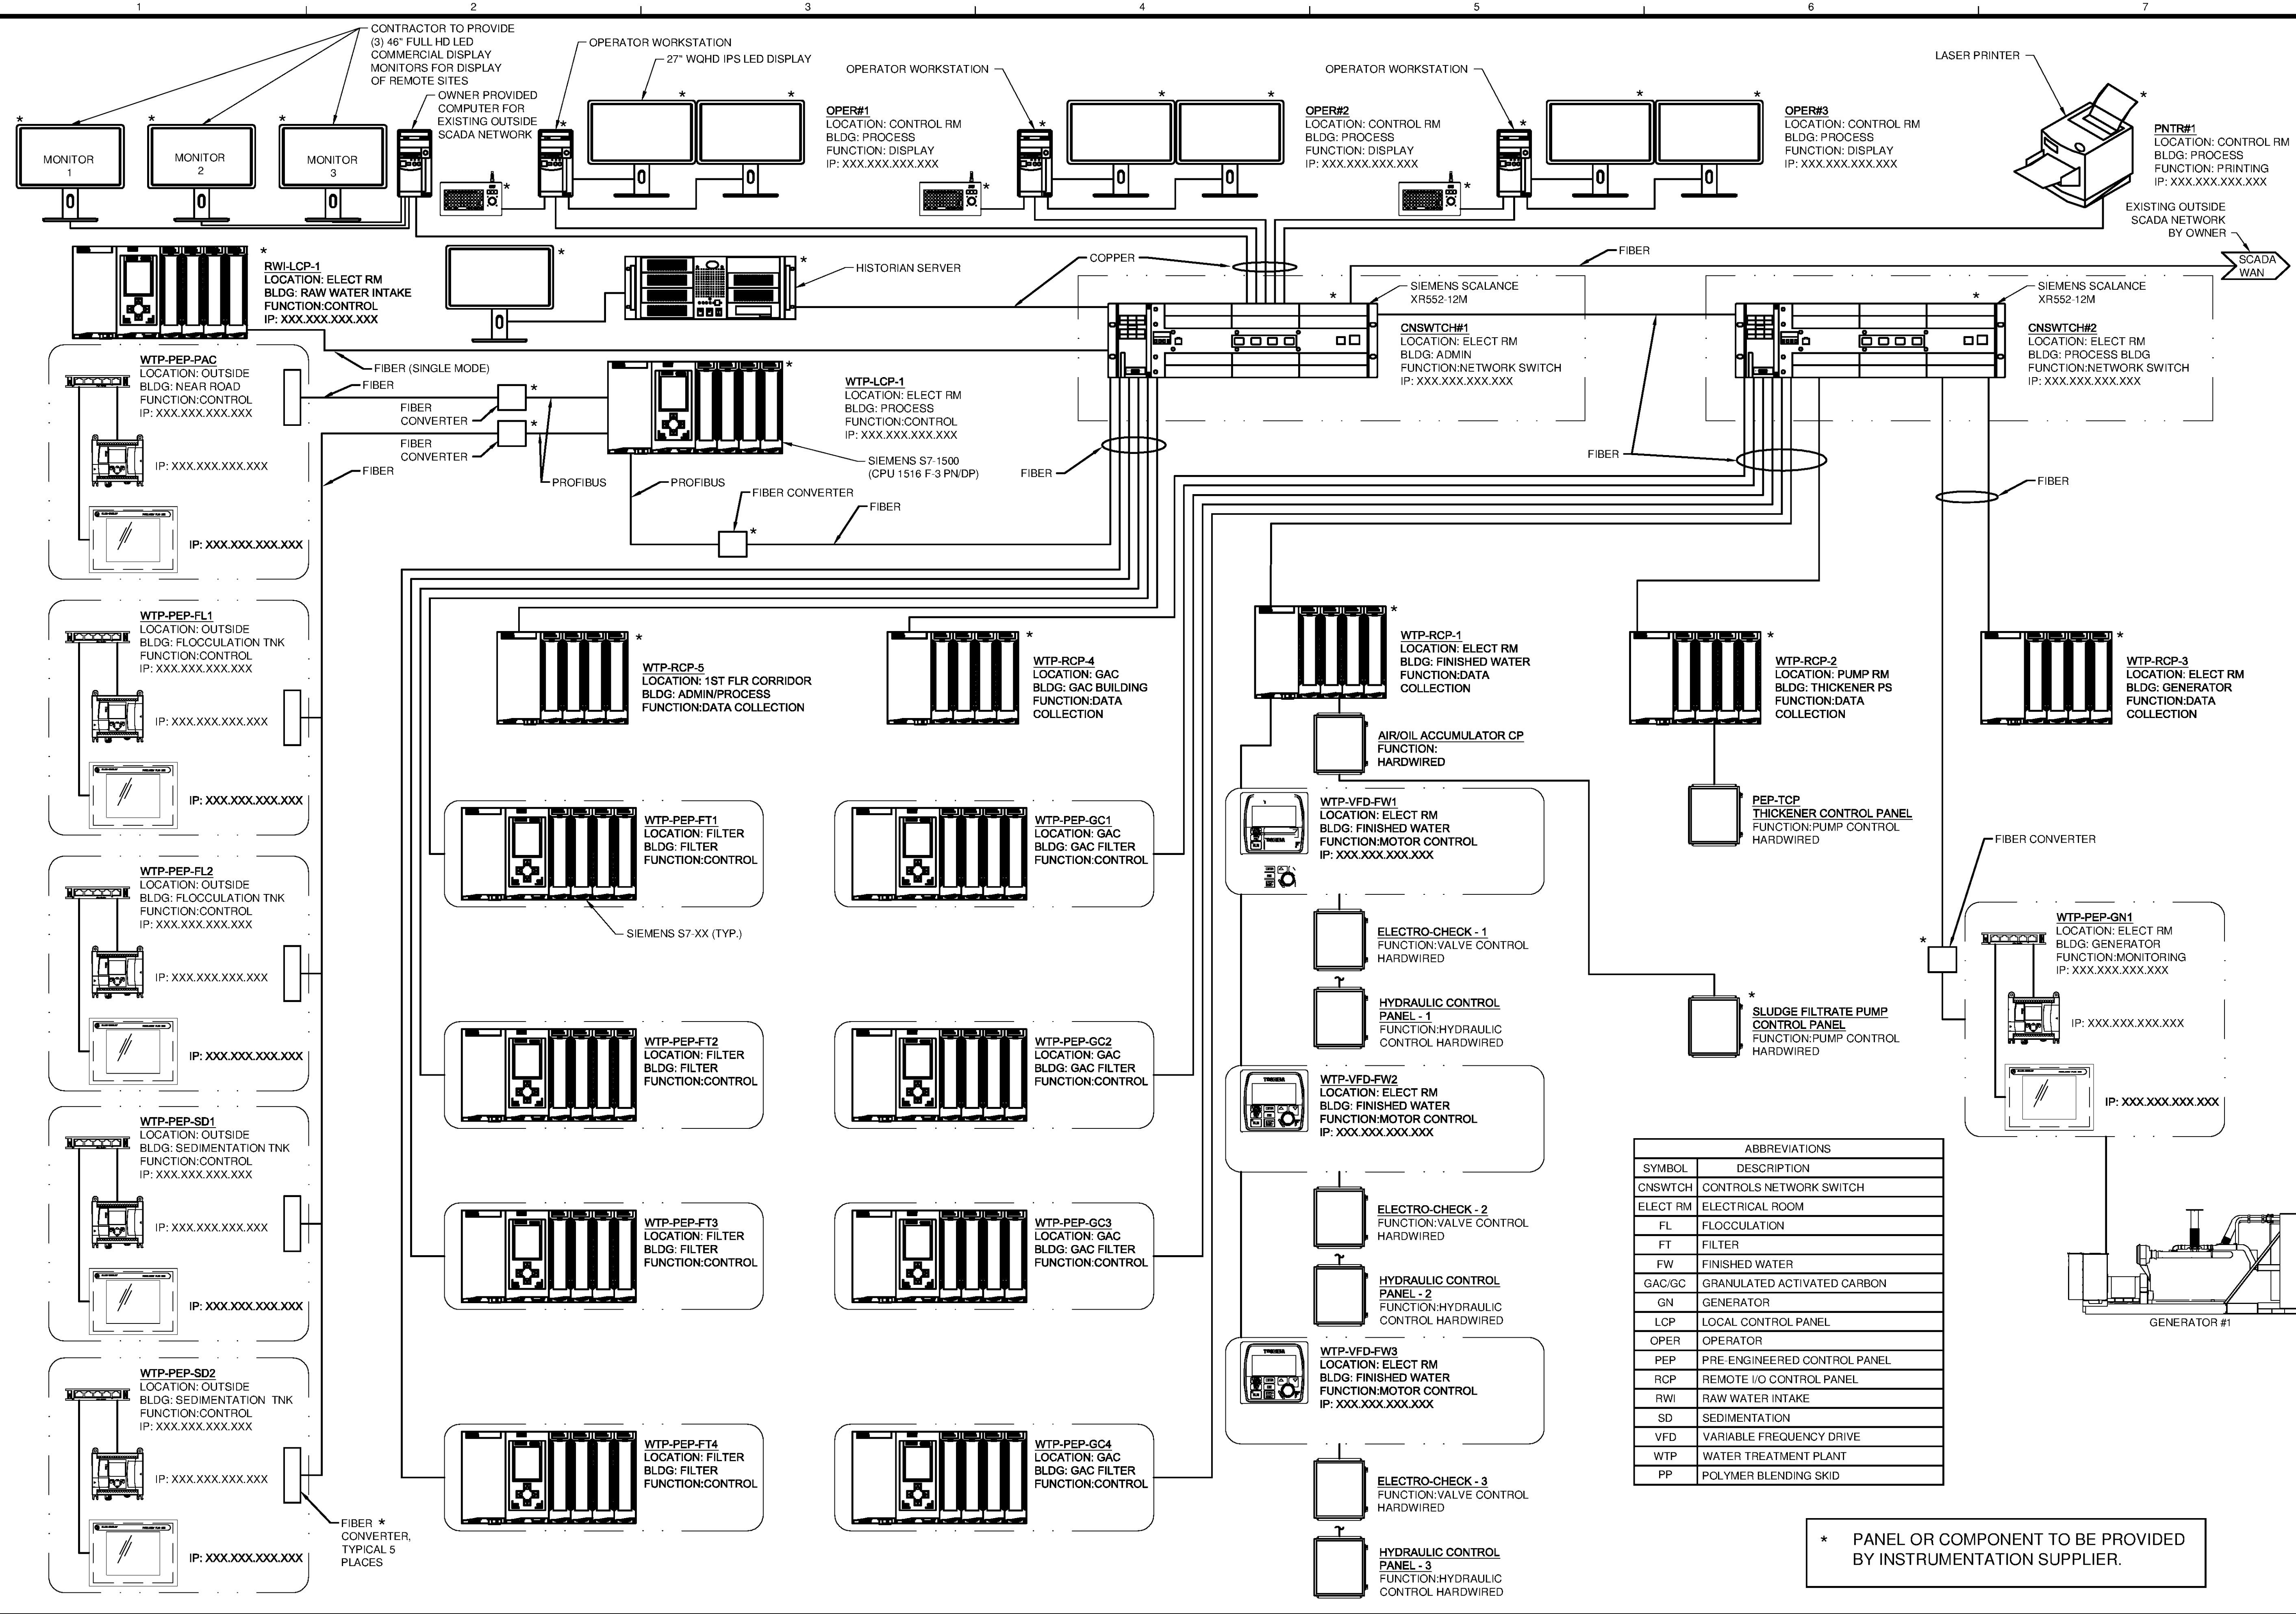 1
2
3
4
5
6
7
CONTRACTOR TO PROVIDE
(3) 46" FULL HD LED
COMMERCIAL DISPLAY
MONITORS FOR DISPLAY
OF REMOTE SITES
OWNER PROVIDED
COMPUTER FOR
EXISTING OUTSIDE
SCADA NETWORK
OPERATOR WORKSTATION
27" WQHD IPS LED DISPLAY
OPERATOR WORKSTATION
OPERATOR WORKSTATION
LASER PRINTER
* MONITOR
1
* MONITOR
2
* MONITOR
3
*
*
*
*
*
OPER#1
LOCATION: CONTROL RM
BLDG: PROCESS
FUNCTION: DISPLAY
IP: XXX.XXX.XXX.XXX
*
*
*
*
OPER#2
LOCATION: CONTROL RM
BLDG: PROCESS
FUNCTION: DISPLAY
IP: XXX.XXX.XXX.XXX
*
*
*
*
OPER#3
LOCATION: CONTROL RM
BLDG: PROCESS
FUNCTION: DISPLAY
IP: XXX.XXX.XXX.XXX
*
PNTR#1
LOCATION: CONTROL RM
BLDG: PROCESS
FUNCTION: PRINTING
IP: XXX.XXX.XXX.XXX
EXISTING OUTSIDE
SCADA NETWORK
BY OWNER
SCADA
WAN
*
RWI-LCP-1
LOCATION: ELECT RM
BLDG: RAW WATER INTAKE
FUNCTION:CONTROL
IP: XXX.XXX.XXX.XXX
*
*
HISTORIAN SERVER
COPPER
FIBER
*
SIEMENS SCALANCE
XR552-12M
CNSWTCH#1
LOCATION: ELECT RM
BLDG: ADMIN
FUNCTION:NETWORK SWITCH
IP: XXX.XXX.XXX.XXX
*
SIEMENS SCALANCE
XR552-12M
CNSWTCH#2
LOCATION: ELECT RM
BLDG: PROCESS BLDG
FUNCTION:NETWORK SWITCH
IP: XXX.XXX.XXX.XXX
WTP-PEP-PAC
LOCATION: OUTSIDE
BLDG: NEAR ROAD
FUNCTION:CONTROL
IP: XXX.XXX.XXX.XXX
IP: XXX.XXX.XXX.XXX
IP: XXX.XXX.XXX.XXX
FIBER (SINGLE MODE)
FIBER
FIBER
CONVERTER
*
FIBER
CONVERTER
*
FIBER
PROFIBUS
*
WTP-LCP-1
LOCATION: ELECT RM
BLDG: PROCESS
FUNCTION:CONTROL
IP: XXX.XXX.XXX.XXX
SIEMENS S7-1500
(CPU 1516 F-3 PN/DP)
PROFIBUS
FIBER CONVERTER
*
FIBER
FIBER
FIBER
FIBER
WTP-PEP-FL1
LOCATION: OUTSIDE
BLDG: FLOCCULATION TNK
FUNCTION:CONTROL
IP: XXX.XXX.XXX.XXX
IP: XXX.XXX.XXX.XXX
IP: XXX.XXX.XXX.XXX
WTP-PEP-FL2
LOCATION: OUTSIDE
BLDG: FLOCCULATION TNK
FUNCTION:CONTROL
IP: XXX.XXX.XXX.XXX
IP: XXX.XXX.XXX.XXX
IP: XXX.XXX.XXX.XXX
WTP-PEP-SD1
LOCATION: OUTSIDE
BLDG: SEDIMENTATION TNK
FUNCTION:CONTROL
IP: XXX.XXX.XXX.XXX
IP: XXX.XXX.XXX.XXX
IP: XXX.XXX.XXX.XXX
WTP-PEP-SD2
LOCATION: OUTSIDE
BLDG: SEDIMENTATION TNK
FUNCTION:CONTROL
IP: XXX.XXX.XXX.XXX
IP: XXX.XXX.XXX.XXX
IP: XXX.XXX.XXX.XXX
FIBER *
CONVERTER,
TYPICAL 5
PLACES
*
WTP-RCP-5
LOCATION: 1ST FLR CORRIDOR
BLDG: ADMIN/PROCESS
FUNCTION:DATA COLLECTION
*
WTP-RCP-4
LOCATION: GAC
BLDG: GAC BUILDING
FUNCTION:DATA
COLLECTION
*
WTP-RCP-1
LOCATION: ELECT RM
BLDG: FINISHED WATER
FUNCTION:DATA
COLLECTION
*
WTP-RCP-2
LOCATION: PUMP RM
BLDG: THICKENER PS
FUNCTION:DATA
COLLECTION
*
WTP-RCP-3
LOCATION: ELECT RM
BLDG: GENERATOR
FUNCTION:DATA
COLLECTION
WTP-PEP-FT1
LOCATION: FILTER
BLDG: FILTER
FUNCTION:CONTROL
SIEMENS S7-XX (TYP.)
WTP-PEP-FT2
LOCATION: FILTER
BLDG: FILTER
FUNCTION:CONTROL
WTP-PEP-FT3
LOCATION: FILTER
BLDG: FILTER
FUNCTION:CONTROL
WTP-PEP-FT4
LOCATION: FILTER
BLDG: FILTER
FUNCTION:CONTROL
WTP-PEP-GC1
LOCATION: GAC
BLDG: GAC FILTER
FUNCTION:CONTROL
WTP-PEP-GC2
LOCATION: GAC
BLDG: GAC FILTER
FUNCTION:CONTROL
WTP-PEP-GC3
LOCATION: GAC
BLDG: GAC FILTER
FUNCTION:CONTROL
WTP-PEP-GC4
LOCATION: GAC
BLDG: GAC FILTER
FUNCTION:CONTROL
AIR/OIL ACCUMULATOR CP
FUNCTION:
HARDWIRED
WTP-VFD-FW1
LOCATION: ELECT RM
BLDG: FINISHED WATER
FUNCTION:MOTOR CONTROL
IP: XXX.XXX.XXX.XXX
ELECTRO-CHECK - 1
FUNCTION:VALVE CONTROL
HARDWIRED
HYDRAULIC CONTROL
PANEL - 1
FUNCTION:HYDRAULIC
CONTROL HARDWIRED
TOSHIBA
WTP-VFD-FW2
LOCATION: ELECT RM
BLDG: FINISHED WATER
FUNCTION:MOTOR CONTROL
IP: XXX.XXX.XXX.XXX
ELECTRO-CHECK - 2
FUNCTION:VALVE CONTROL
HARDWIRED
HYDRAULIC CONTROL
PANEL - 2
FUNCTION:HYDRAULIC
CONTROL HARDWIRED
TOSHIBA
WTP-VFD-FW3
LOCATION: ELECT RM
BLDG: FINISHED WATER
FUNCTION:MOTOR CONTROL
IP: XXX.XXX.XXX.XXX
ELECTRO-CHECK - 3
FUNCTION:VALVE CONTROL
HARDWIRED
HYDRAULIC CONTROL
PANEL - 3
FUNCTION:HYDRAULIC
CONTROL HARDWIRED
PEP-TCP
THICKENER CONTROL PANEL
FUNCTION:PUMP CONTROL
HARDWIRED
*
SLUDGE FILTRATE PUMP
CONTROL PANEL
FUNCTION:PUMP CONTROL
HARDWIRED
FIBER CONVERTER
*
WTP-PEP-GN1
LOCATION: ELECT RM
BLDG: GENERATOR
FUNCTION:MONITORING
IP: XXX.XXX.XXX.XXX
IP: XXX.XXX.XXX.XXX
IP: XXX.XXX.XXX.XXX
GENERATOR #1
ABBREVIATIONS
SYMBOL DESCRIPTION
CNSWTCH CONTROLS NETWORK SWITCH
ELECT RM ELECTRICAL ROOM
FL FLOCCULATION
FT FILTER
FW FINISHED WATER
GAC/GC GRANULATED ACTIVATED CARBON
GN GENERATOR
LCP LOCAL CONTROL PANEL
OPER OPERATOR
PEP PRE-ENGINEERED CONTROL PANEL
RCP REMOTE I/O CONTROL PANEL
RWI RAW WATER INTAKE
SD SEDIMENTATION
VFD VARIABLE FREQUENCY DRIVE
WTP WATER TREATMENT PLANT
PP POLYMER BLENDING SKID
* PANEL OR COMPONENT TO BE PROVIDED
BY INSTRUMENTATION SUPPLIER.